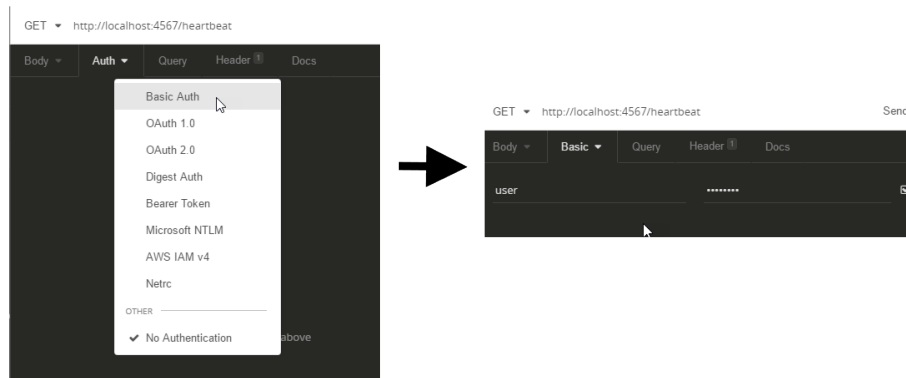 GET http://localhost:4567/heartbeat
Body Auth Query Header 1 Docs
Basic Auth
OAuth 1.0
OAuth 2.0
Digest Auth
Bearer Token
Microsoft NTLM
AWS IAM v4
Netrc
OTHER
No Authentication
above
GET http://localhost:4567/heartbeat Send
Body Basic Query Header 1 Docs
user ••••••••